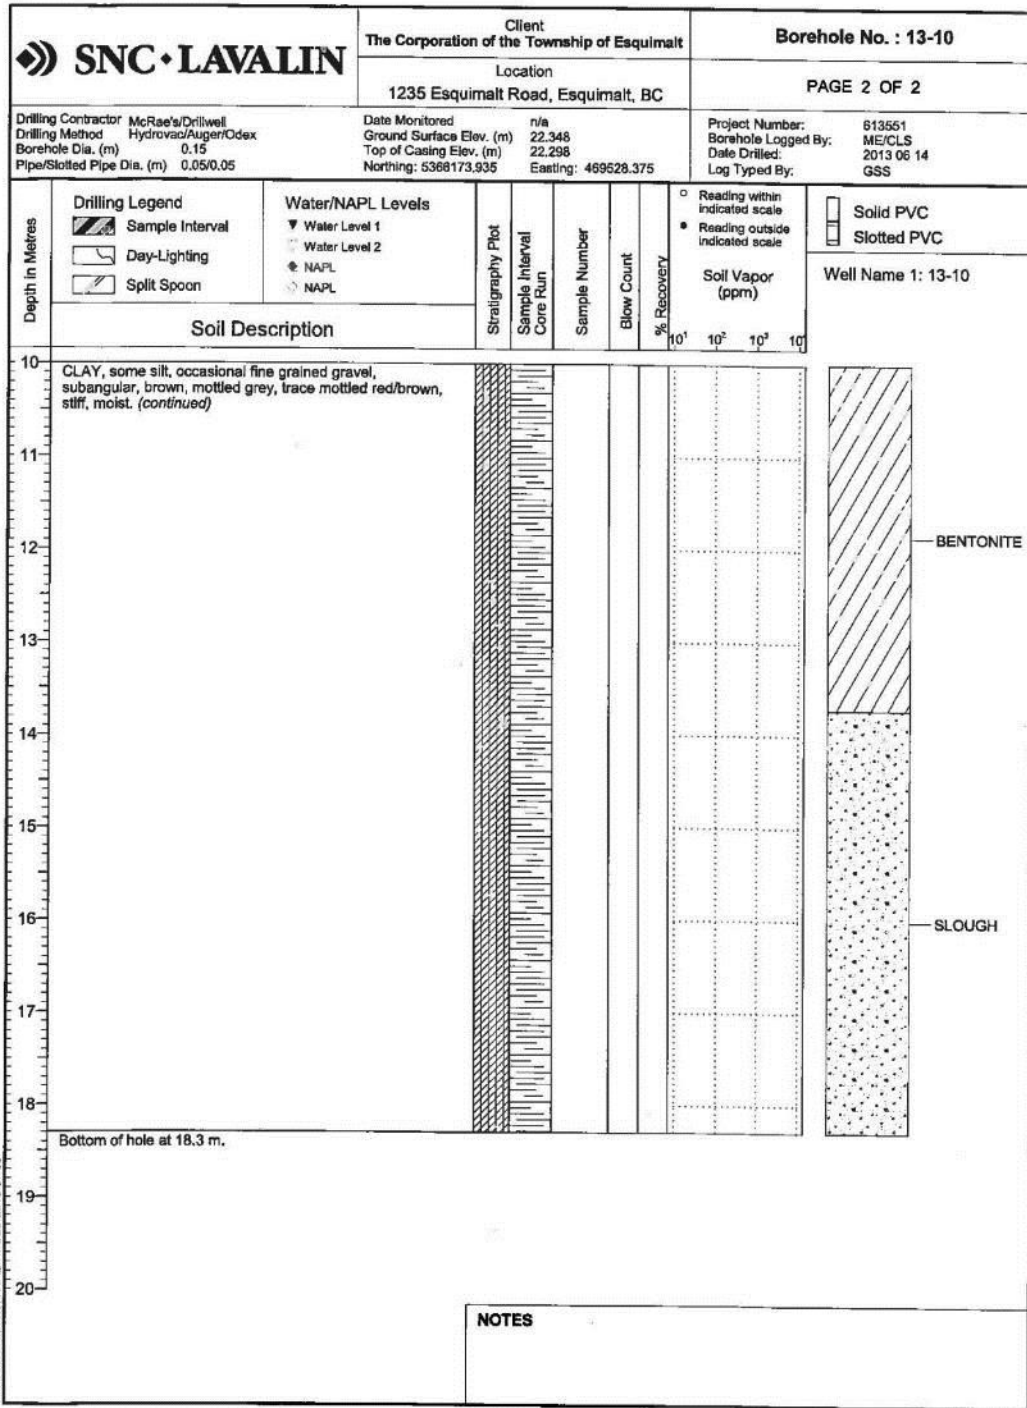 SNC•LAVALIN
Client
The Corporation of the Township of Esquimalt
Location
1235 Esquimalt Road, Esquimalt, BC
Borehole No. : 13-10
PAGE 2 OF 2
Drilling Contractor McRae's/Drillwell
Drilling Method Hydrovac/Auger/Odex
Borehole Dia. (m) 0.15
Pipe/Slotted Pipe Dia. (m) 0.05/0.05
Date Monitored n/a
Ground Surface Elev. (m) 22.348
Top of Casing Elev. (m) 22.298
Northing: 5366173.935 Easting: 469528.375
Project Number: 613551
Borehole Logged By: ME/CLS
Date Drilled: 2013 06 14
Log Typed By: GSS
Depth in Metres
Drilling Legend
Sample Interval
Day-Lighting
Split Spoon
Water/NAPL Levels
Water Level 1
Water Level 2
NAPL
NAPL
Soil Description
Stratigraphy Plot
Sample Interval
Core Run
Sample Number
Blow Count
% Recovery
Reading within
indicated scale
Reading outside
indicated scale
Soil Vapor
(ppm)
10¹ 10² 10³ 10⁴
Solid PVC
Slotted PVC
Well Name 1: 13-10
10
CLAY, some silt, occasional fine grained gravel,
subangular, brown, mottled grey, trace mottled red/brown,
stiff, moist. (continued)
11
12
BENTONITE
13
14
15
16
SLOUGH
17
18
Bottom of hole at 18.3 m.
19
20
NOTES